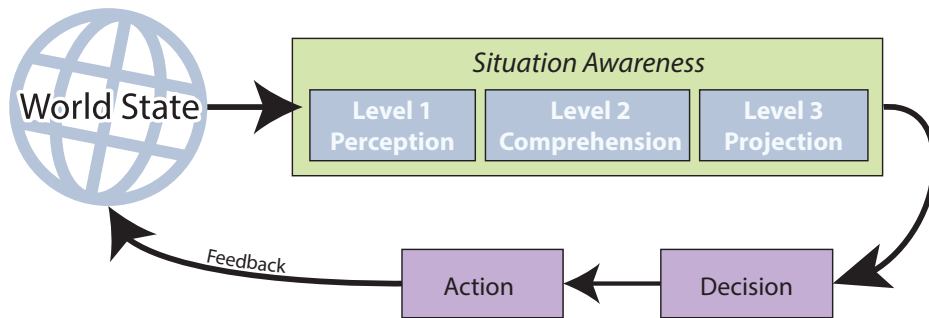 Situation Awareness
World State
Level 1
Perception
Level 2
Comprehension
Level 3
Projection
Feedback
Action
Decision